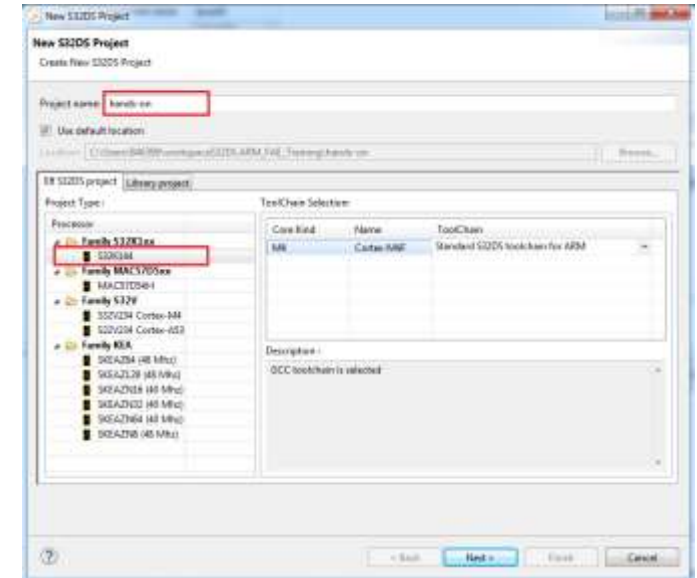 New S32DS Project
New S32DS Project
Create New S32DS Project
Project name: hands-on
Use default location
Browse...
Elf S32DS project Library project
Project Type: ToolChain Selection:
Processor Core Kind Name ToolChain
Family S32K1xx M4 Cortex-M4F Standard S32DS toolchain for ARM
S32K144
Family MAC57D5xx
MAC57D54H
Family S32V
S32V234 Cortex-M4
S32V234 Cortex-A53
Family KEA Description:
SKEAZ64 (48 Mhz) GCC toolchain is selected
SKEAZ128 (48 Mhz)
SKEAZN16 (40 Mhz)
SKEAZN32 (40 Mhz)
SKEAZN64 (40 Mhz)
SKEAZN8 (48 Mhz)
< Back Next > Finish Cancel